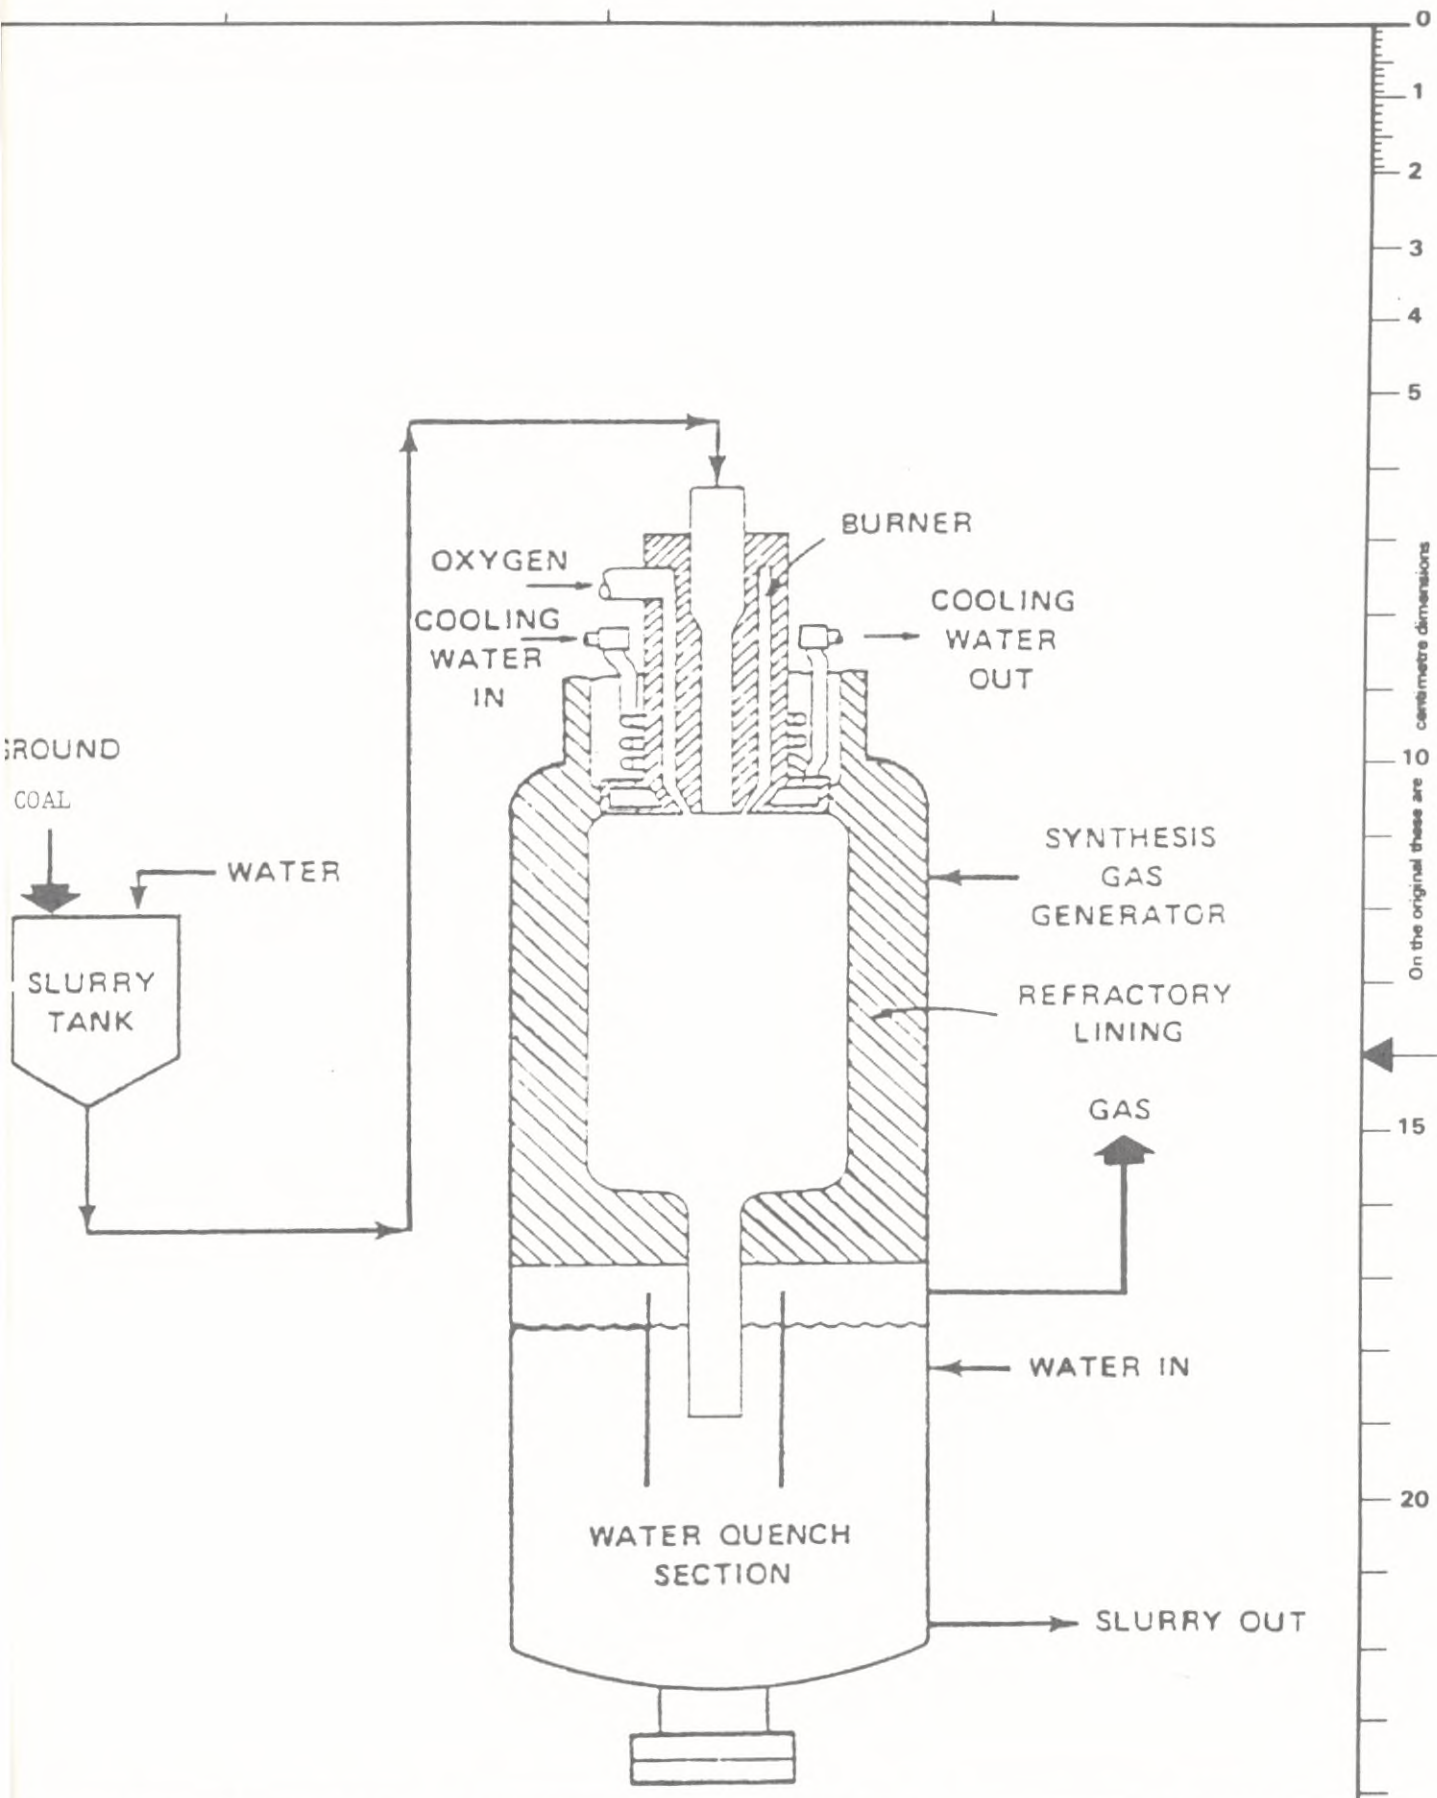 0
1
2
3
4
5
10
15
20
On the original these are centimetre dimensions
BURNER
OXYGEN
COOLING
WATER
IN
COOLING
WATER
OUT
GROUND
COAL
WATER
SLURRY
TANK
SYNTHESIS
GAS
GENERATOR
REFRACTORY
LINING
GAS
WATER IN
WATER QUENCH
SECTION
SLURRY OUT